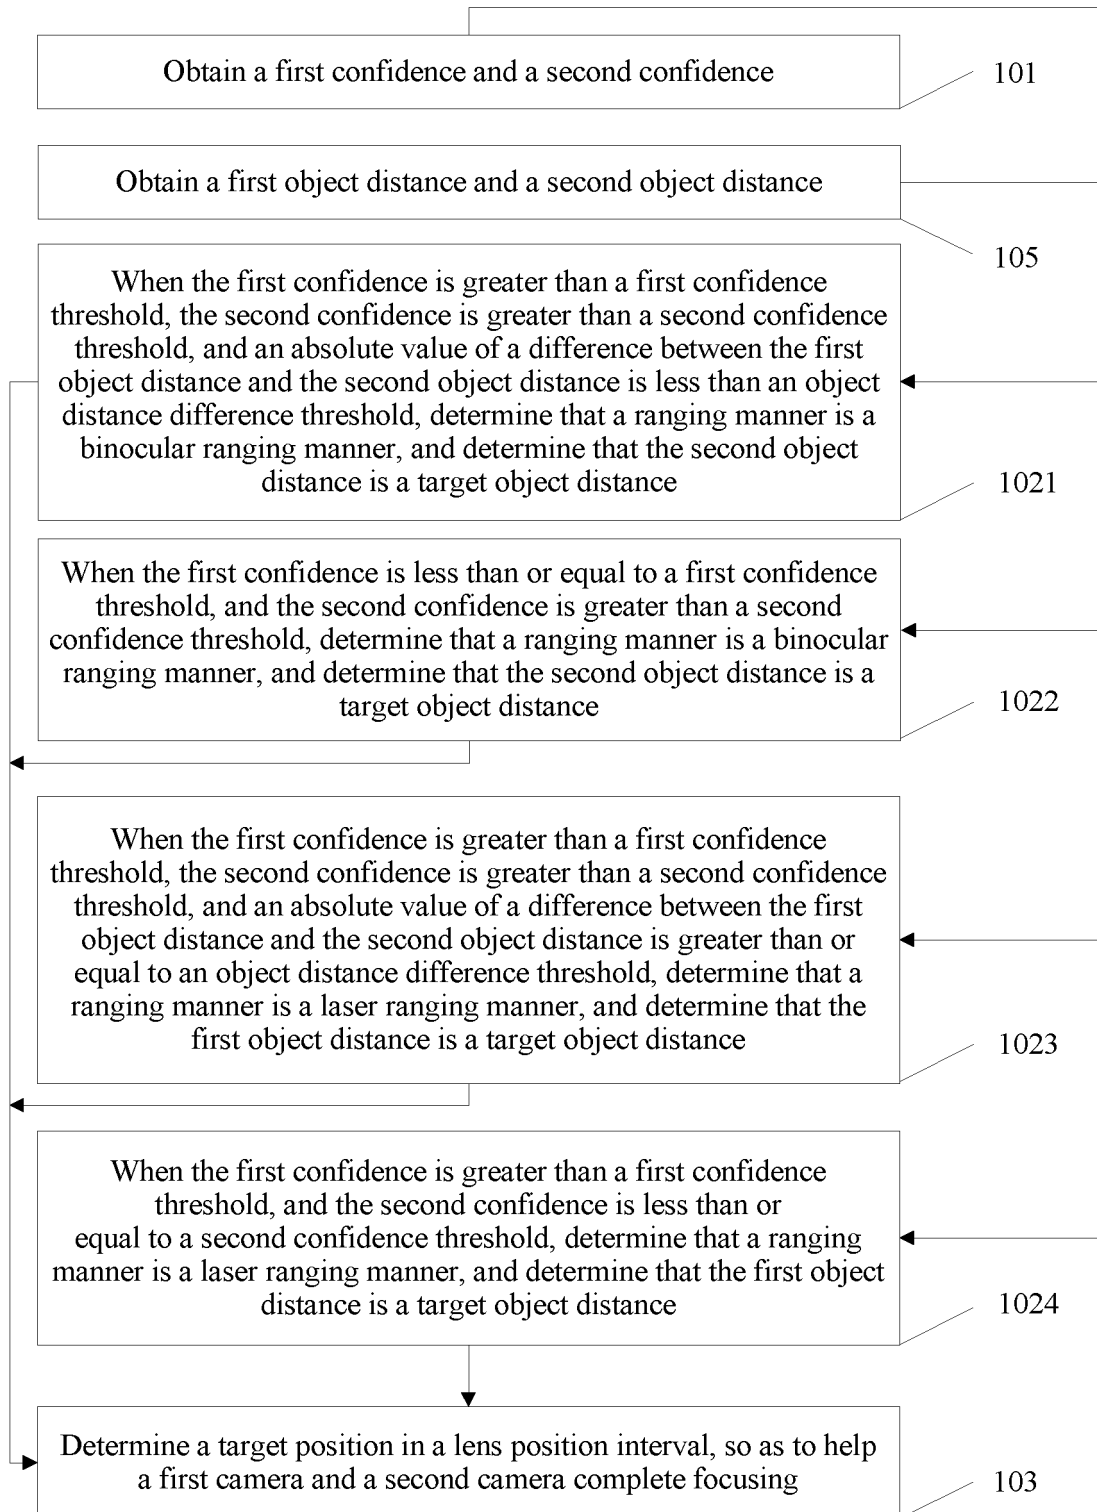 Obtain a first confidence and a second confidence
101
Obtain a first object distance and a second object distance
105
When the first confidence is greater than a first confidence
threshold, the second confidence is greater than a second confidence
threshold, and an absolute value of a difference between the first
object distance and the second object distance is less than an object
distance difference threshold, determine that a ranging manner is a
binocular ranging manner, and determine that the second object
distance is a target object distance
1021
When the first confidence is less than or equal to a first confidence
threshold, and the second confidence is greater than a second
confidence threshold, determine that a ranging manner is a binocular
ranging manner, and determine that the second object distance is a
target object distance
1022
When the first confidence is greater than a first confidence
threshold, the second confidence is greater than a second confidence
threshold, and an absolute value of a difference between the first
object distance and the second object distance is greater than or
equal to an object distance difference threshold, determine that a
ranging manner is a laser ranging manner, and determine that the
first object distance is a target object distance
1023
When the first confidence is greater than a first confidence
threshold, and the second confidence is less than or
equal to a second confidence threshold, determine that a ranging
manner is a laser ranging manner, and determine that the first object
distance is a target object distance
1024
Determine a target position in a lens position interval, so as to help
a first camera and a second camera complete focusing
103